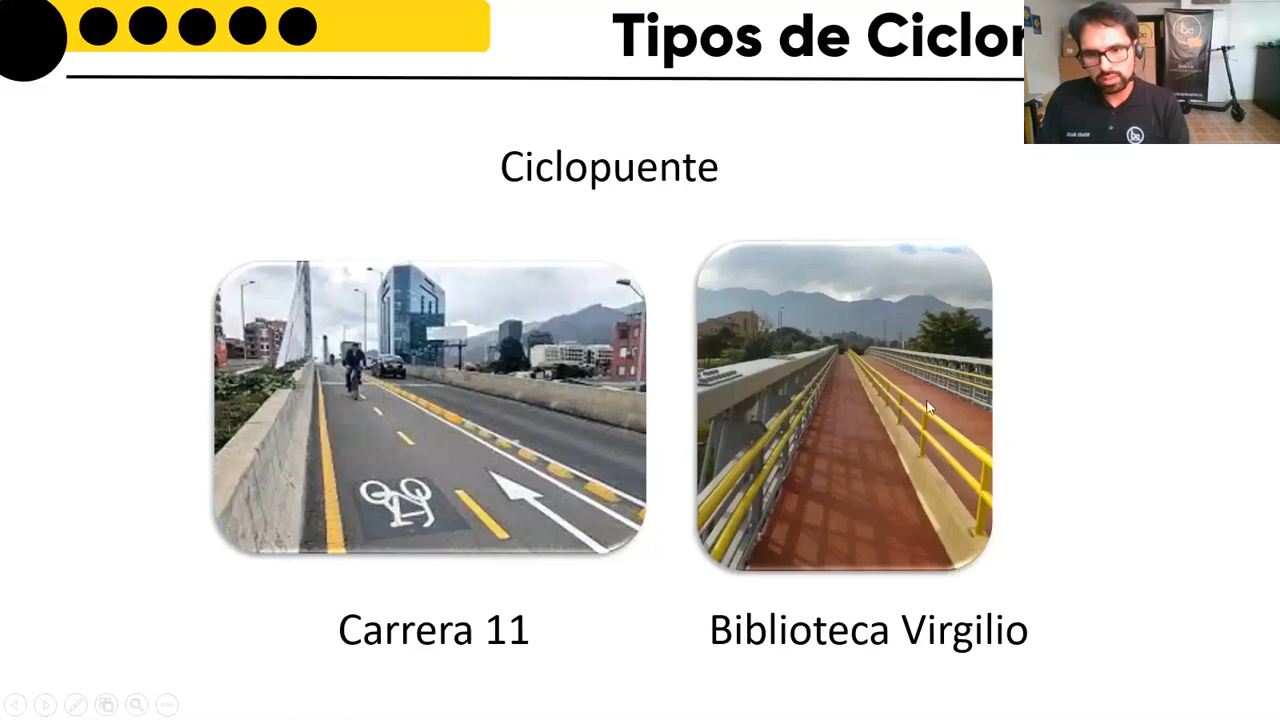 Tipos de Ciclor
Ciclopuente
Carrera 11
Biblioteca Virgilio